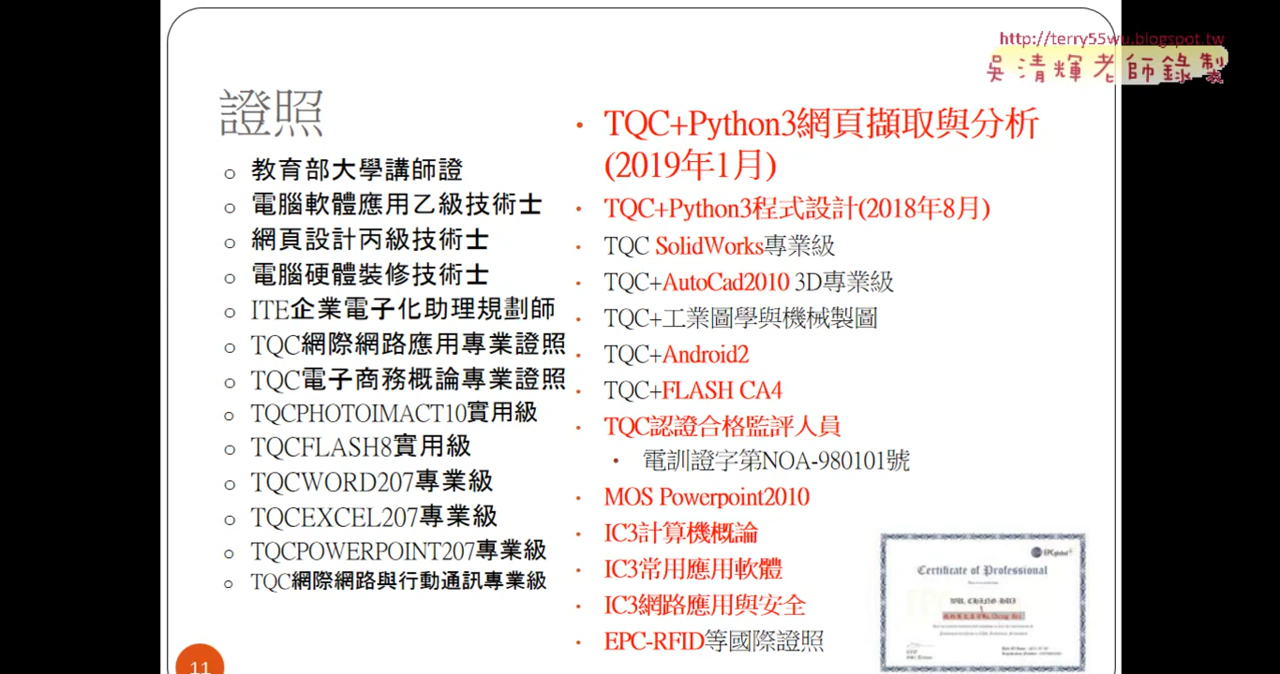 http://terry55wu.blogspot.tw
吳清輝老師錄製
證照
教育部大學講師證
電腦軟體應用乙級技術士
網頁設計丙級技術士
電腦硬體裝修技術士
ITE企業電子化助理規劃師
TQC網際網路應用專業證照
TQC電子商務概論專業證照
TQCPHOTOIMACT10實用級
TQCFLASH8實用級
TQCWORD207專業級
TQCEXCEL207專業級
TQCPOWERPOINT207專業級
TQC網際網路與行動通訊專業級
TQC+Python3網頁擷取與分析
(2019年1月)
TQC+Python3程式設計(2018年8月)
TQC SolidWorks專業級
TQC+AutoCad2010 3D專業級
TQC+工業圖學與機械製圖
TQC+Android2
TQC+FLASH CA4
TQC認證合格監評人員
電訓證字第NOA-980101號
MOS Powerpoint2010
IC3計算機概論
IC3常用應用軟體
IC3網路應用與安全
EPC-RFID等國際證照
EPCglobal
Certificate of Professional
WU, CHANG-HUI
11